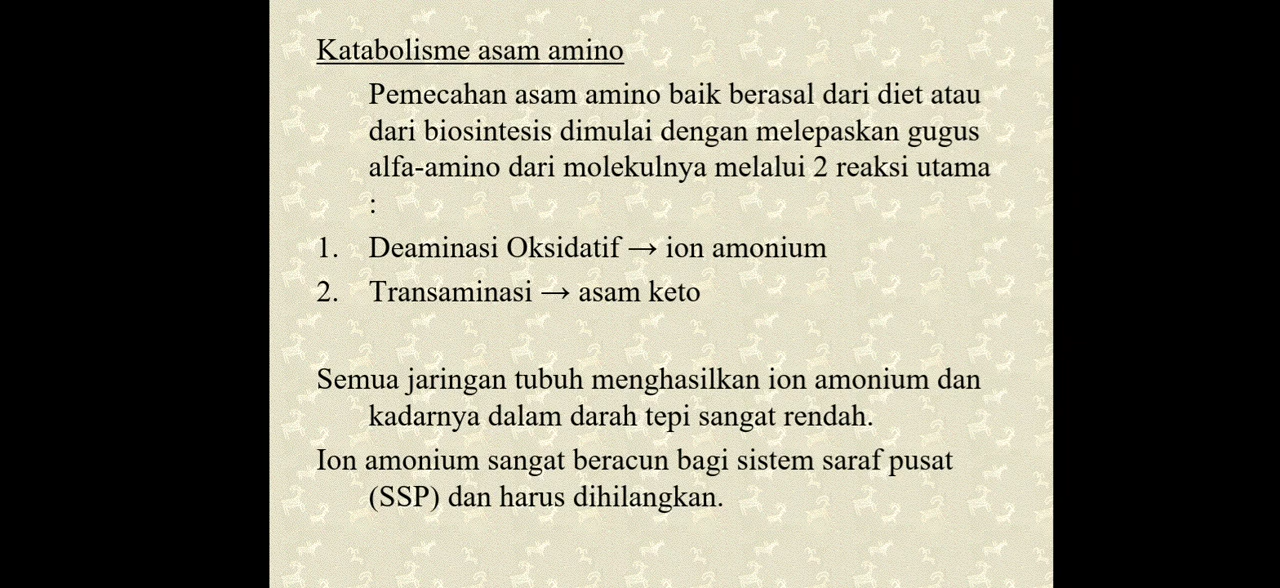 Katabolisme asam amino
Pemecahan asam amino baik berasal dari diet atau
dari biosintesis dimulai dengan melepaskan gugus
alfa-amino dari molekulnya melalui 2 reaksi utama
:
1. Deaminasi Oksidatif → ion amonium
2. Transaminasi → asam keto
Semua jaringan tubuh menghasilkan ion amonium dan
kadarnya dalam darah tepi sangat rendah.
Ion amonium sangat beracun bagi sistem saraf pusat
(SSP) dan harus dihilangkan.